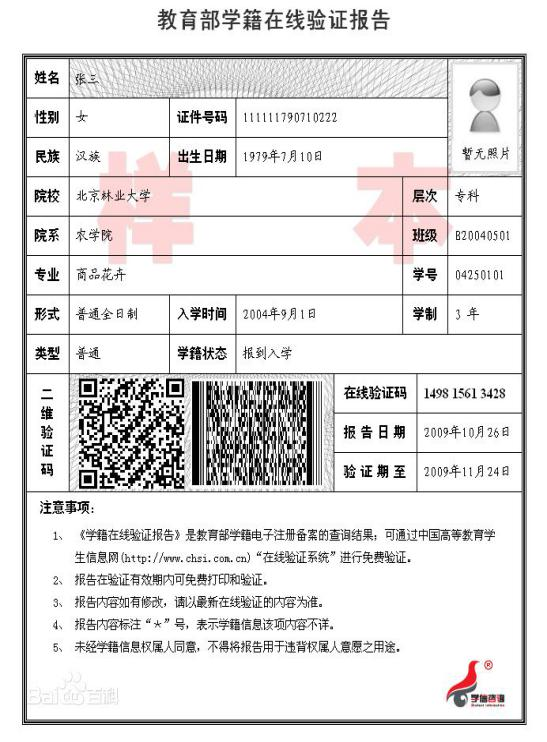 教育部学籍在线验证报告
姓名 张三
性别 女 证件号码 111111790710222
暂无照片
民族 汉族 出生日期 1979年7月10日
样本
院校 北京林业大学 层次 专科
院系 农学院 班级 B20040501
专业 商品花卉 学号 04250101
形式 普通全日制 入学时间 2004年9月1日 学制 3 年
类型 普通 学籍状态 报到入学
二维验证码
在线验证码 1498 1561 3428
报告日期 2009年10月26日
验证期至 2009年11月24日
注意事项：
1、 《学籍在线验证报告》是教育部学籍电子注册备案的查询结果；可通过中国高等教育学
生信息网(http://www.chsi.com.cn)“在线验证系统”进行免费验证。
2、 报告在验证有效期内可免费打印和验证。
3、 报告内容如有修改，请以最新在线验证的内容为准。
4、 报告内容标注“*”号，表示学籍信息该项内容不详。
5、 未经学籍信息权属人同意，不得将报告用于违背权属人意愿之用途。
Bai百科
®
学信咨询